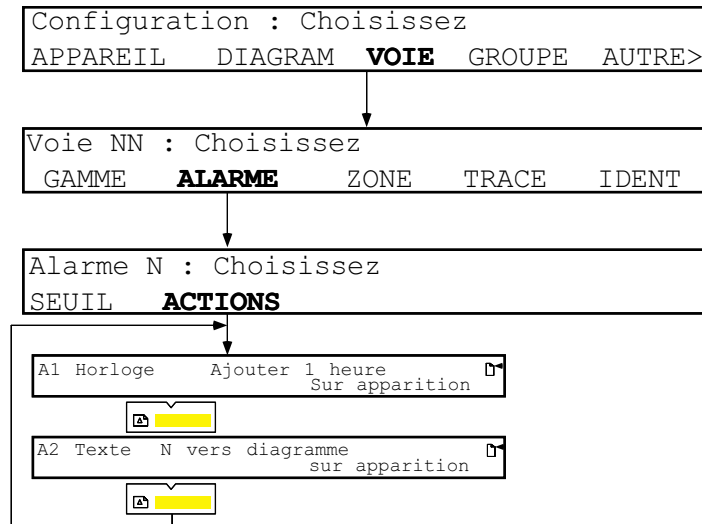 Configuration : Choisissez
APPAREIL DIAGRAM VOIE GROUPE AUTRE>
Voie NN : Choisissez
GAMME ALARME ZONE TRACE IDENT
Alarme N : Choisissez
SEUIL ACTIONS
A1 Horloge Ajouter 1 heure
Sur apparition
A2 Texte N vers diagramme
sur apparition